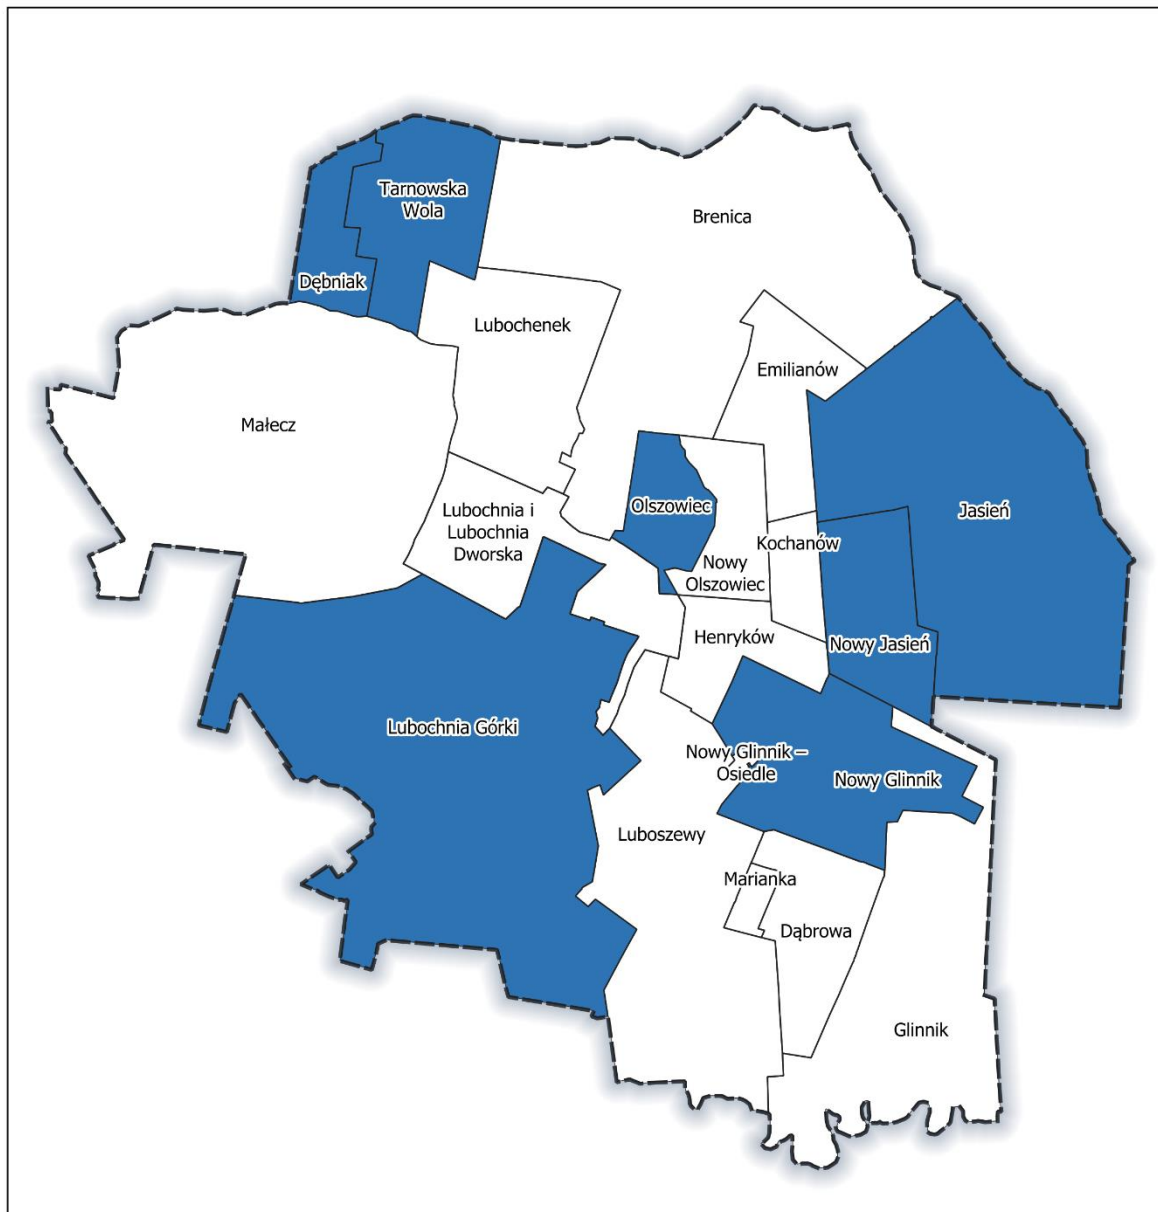 Tarnowska
Wola
Brenica
Dębniak
Lubochenek
Emilianów
Małecz
Olszowiec
Lubochnia i
Lubochnia
Dworska
Jasień
Kochanów
Nowy
Olszowiec
Henryków
Nowy Jasień
Lubochnia Górki
Nowy Glinnik –
Osiedle
Nowy Glinnik
Luboszewy
Marianka
Dąbrowa
Glinnik